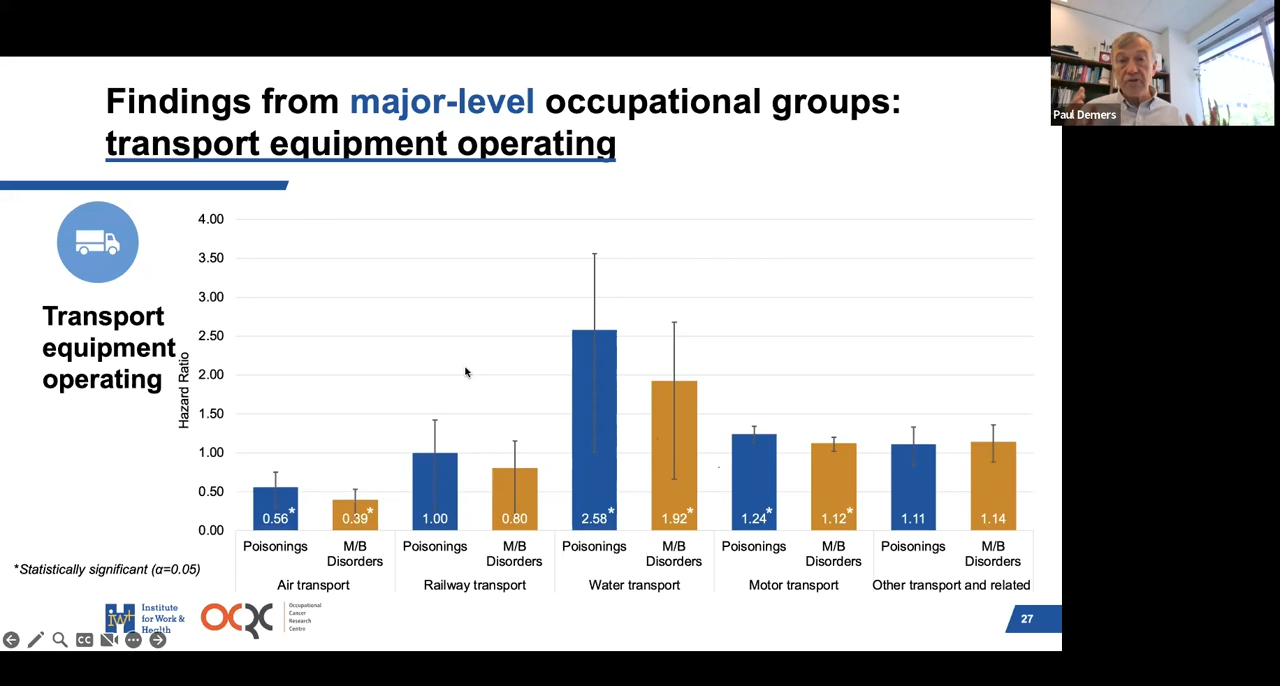 Paul Demers
Findings from major-level occupational groups:
transport equipment operating
Transport
equipment
operating
Hazard Ratio
4.00
3.50
3.00
2.50
2.00
1.50
1.00
0.50
0.00
0.56* 0.39* 1.00 0.80 2.58* 1.92* 1.24* 1.12* 1.11 1.14
Poisonings M/B Poisonings M/B Poisonings M/B Poisonings M/B Poisonings M/B
Disorders Disorders Disorders Disorders Disorders
Air transport Railway transport Water transport Motor transport Other transport and related
*Statistically significant (α=0.05)
iwh
Institute
for Work &
Health
OCRC
Occupational
Cancer
Research
Centre
27
CC